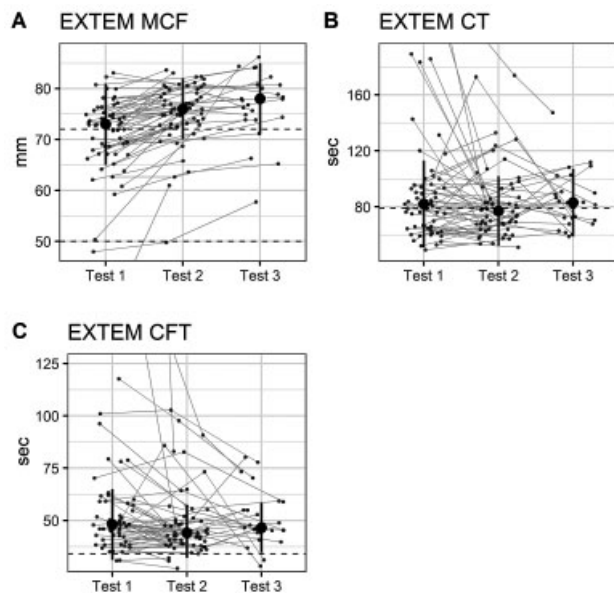 A EXTEM MCF
80
70
60
50
mm
Test 1 Test 2 Test 3
B EXTEM CT
160
80
sec
Test 1 Test 2 Test 3
C EXTEM CFT
125
100
75
50
sec
Test 1 Test 2 Test 3